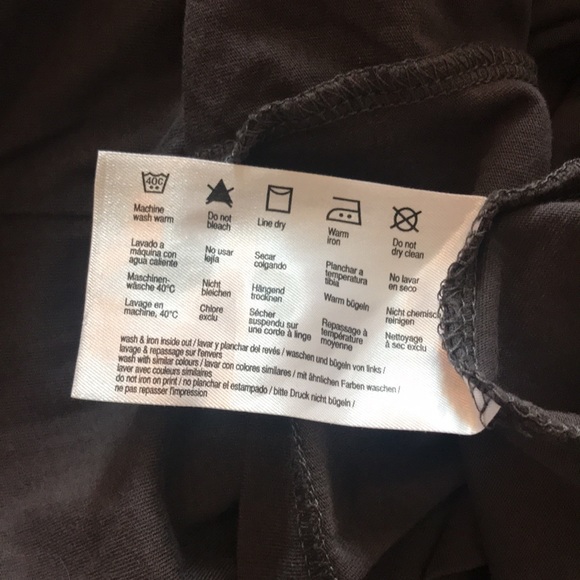 40C
Machine
wash warm
Do not
bleach
Line dry
Warm
iron
Do not
dry clean
Lavado a
máquina con
agua caliente
No usar
lejía
Secar
colgando
Planchar a
temperatura
tibia
No lavar
en seco
Maschinen-
wäsche 40°C
Nicht
bleichen
Hängend
trocknen
Warm bügeln
Nicht chemisch
reinigen
Lavage en
machine, 40°C
Chlore
exclu
Sécher
suspendu sur
une corde à linge
Repassage à
température
moyenne
Nettoyage
à sec exclu
wash & iron inside out / lavar y planchar del revés / waschen und bügeln von links /
lavage & repassage sur l'envers
wash with similar colours / lavar con colores similares / mit ähnlichen Farben waschen /
laver avec couleurs similaires
do not iron on print / no planchar el estampado / bitte Druck nicht bügeln /
ne pas repasser l'impression